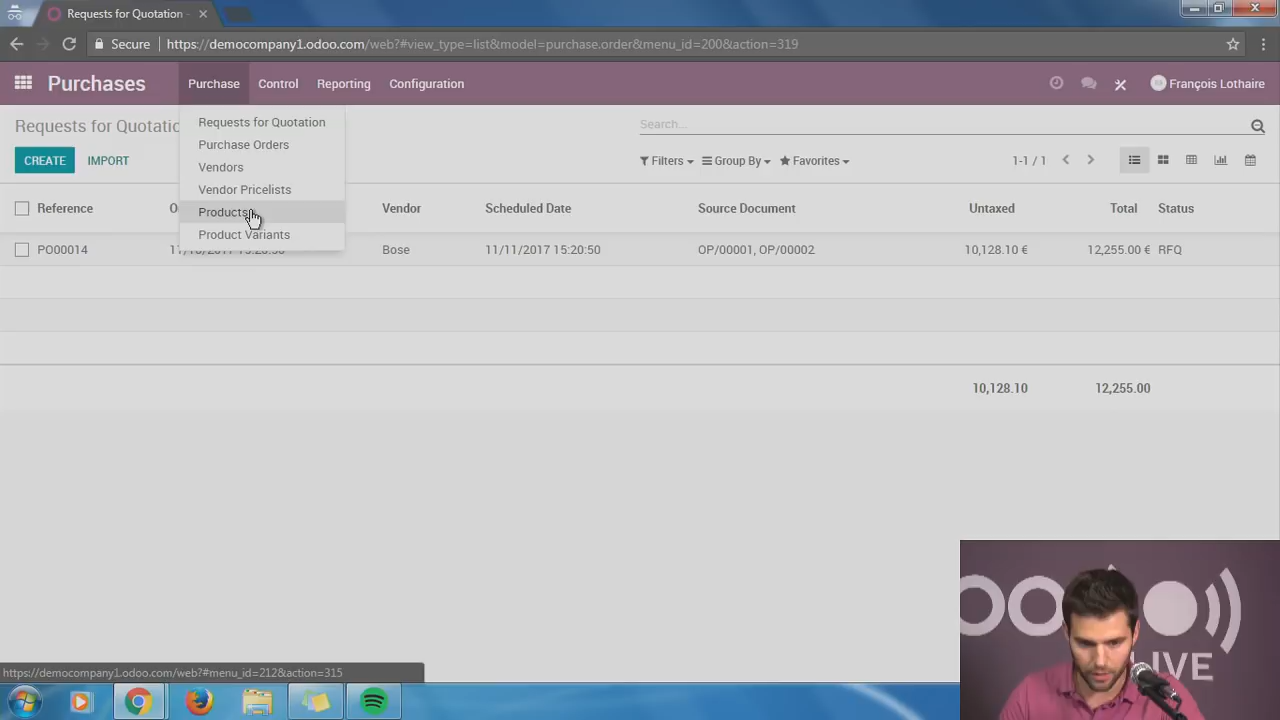 Requests for Quotation -
Secure https://democompany1.odoo.com/web?#view_type=list&model=purchase.order&menu_id=200&action=319
Purchases Purchase Control Reporting Configuration François Lothaire
Requests for Quotatio
Search...
CREATE IMPORT Filters Group By Favorites 1-1 / 1
Requests for Quotation
Purchase Orders
Vendors
Vendor Pricelists
Products
Product Variants
Reference Vendor Scheduled Date Source Document Untaxed Total Status
PO00014 Bose 11/11/2017 15:20:50 OP/00001, OP/00002 10,128.10 € 12,255.00 € RFQ
10,128.10 12,255.00
https://democompany1.odoo.com/web?#menu_id=212&action=315
LIVE